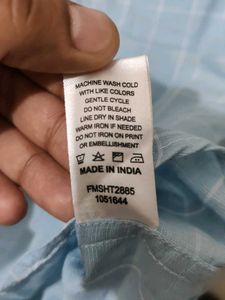 MACHINE WASH COLD
WITH LIKE COLORS
GENTLE CYCLE
DO NOT BLEACH
LINE DRY IN SHADE
WARM IRON IF NEEDED
DO NOT IRON ON PRINT
OR EMBELLISHMENT
MADE IN INDIA
FMSHT2885
1051644